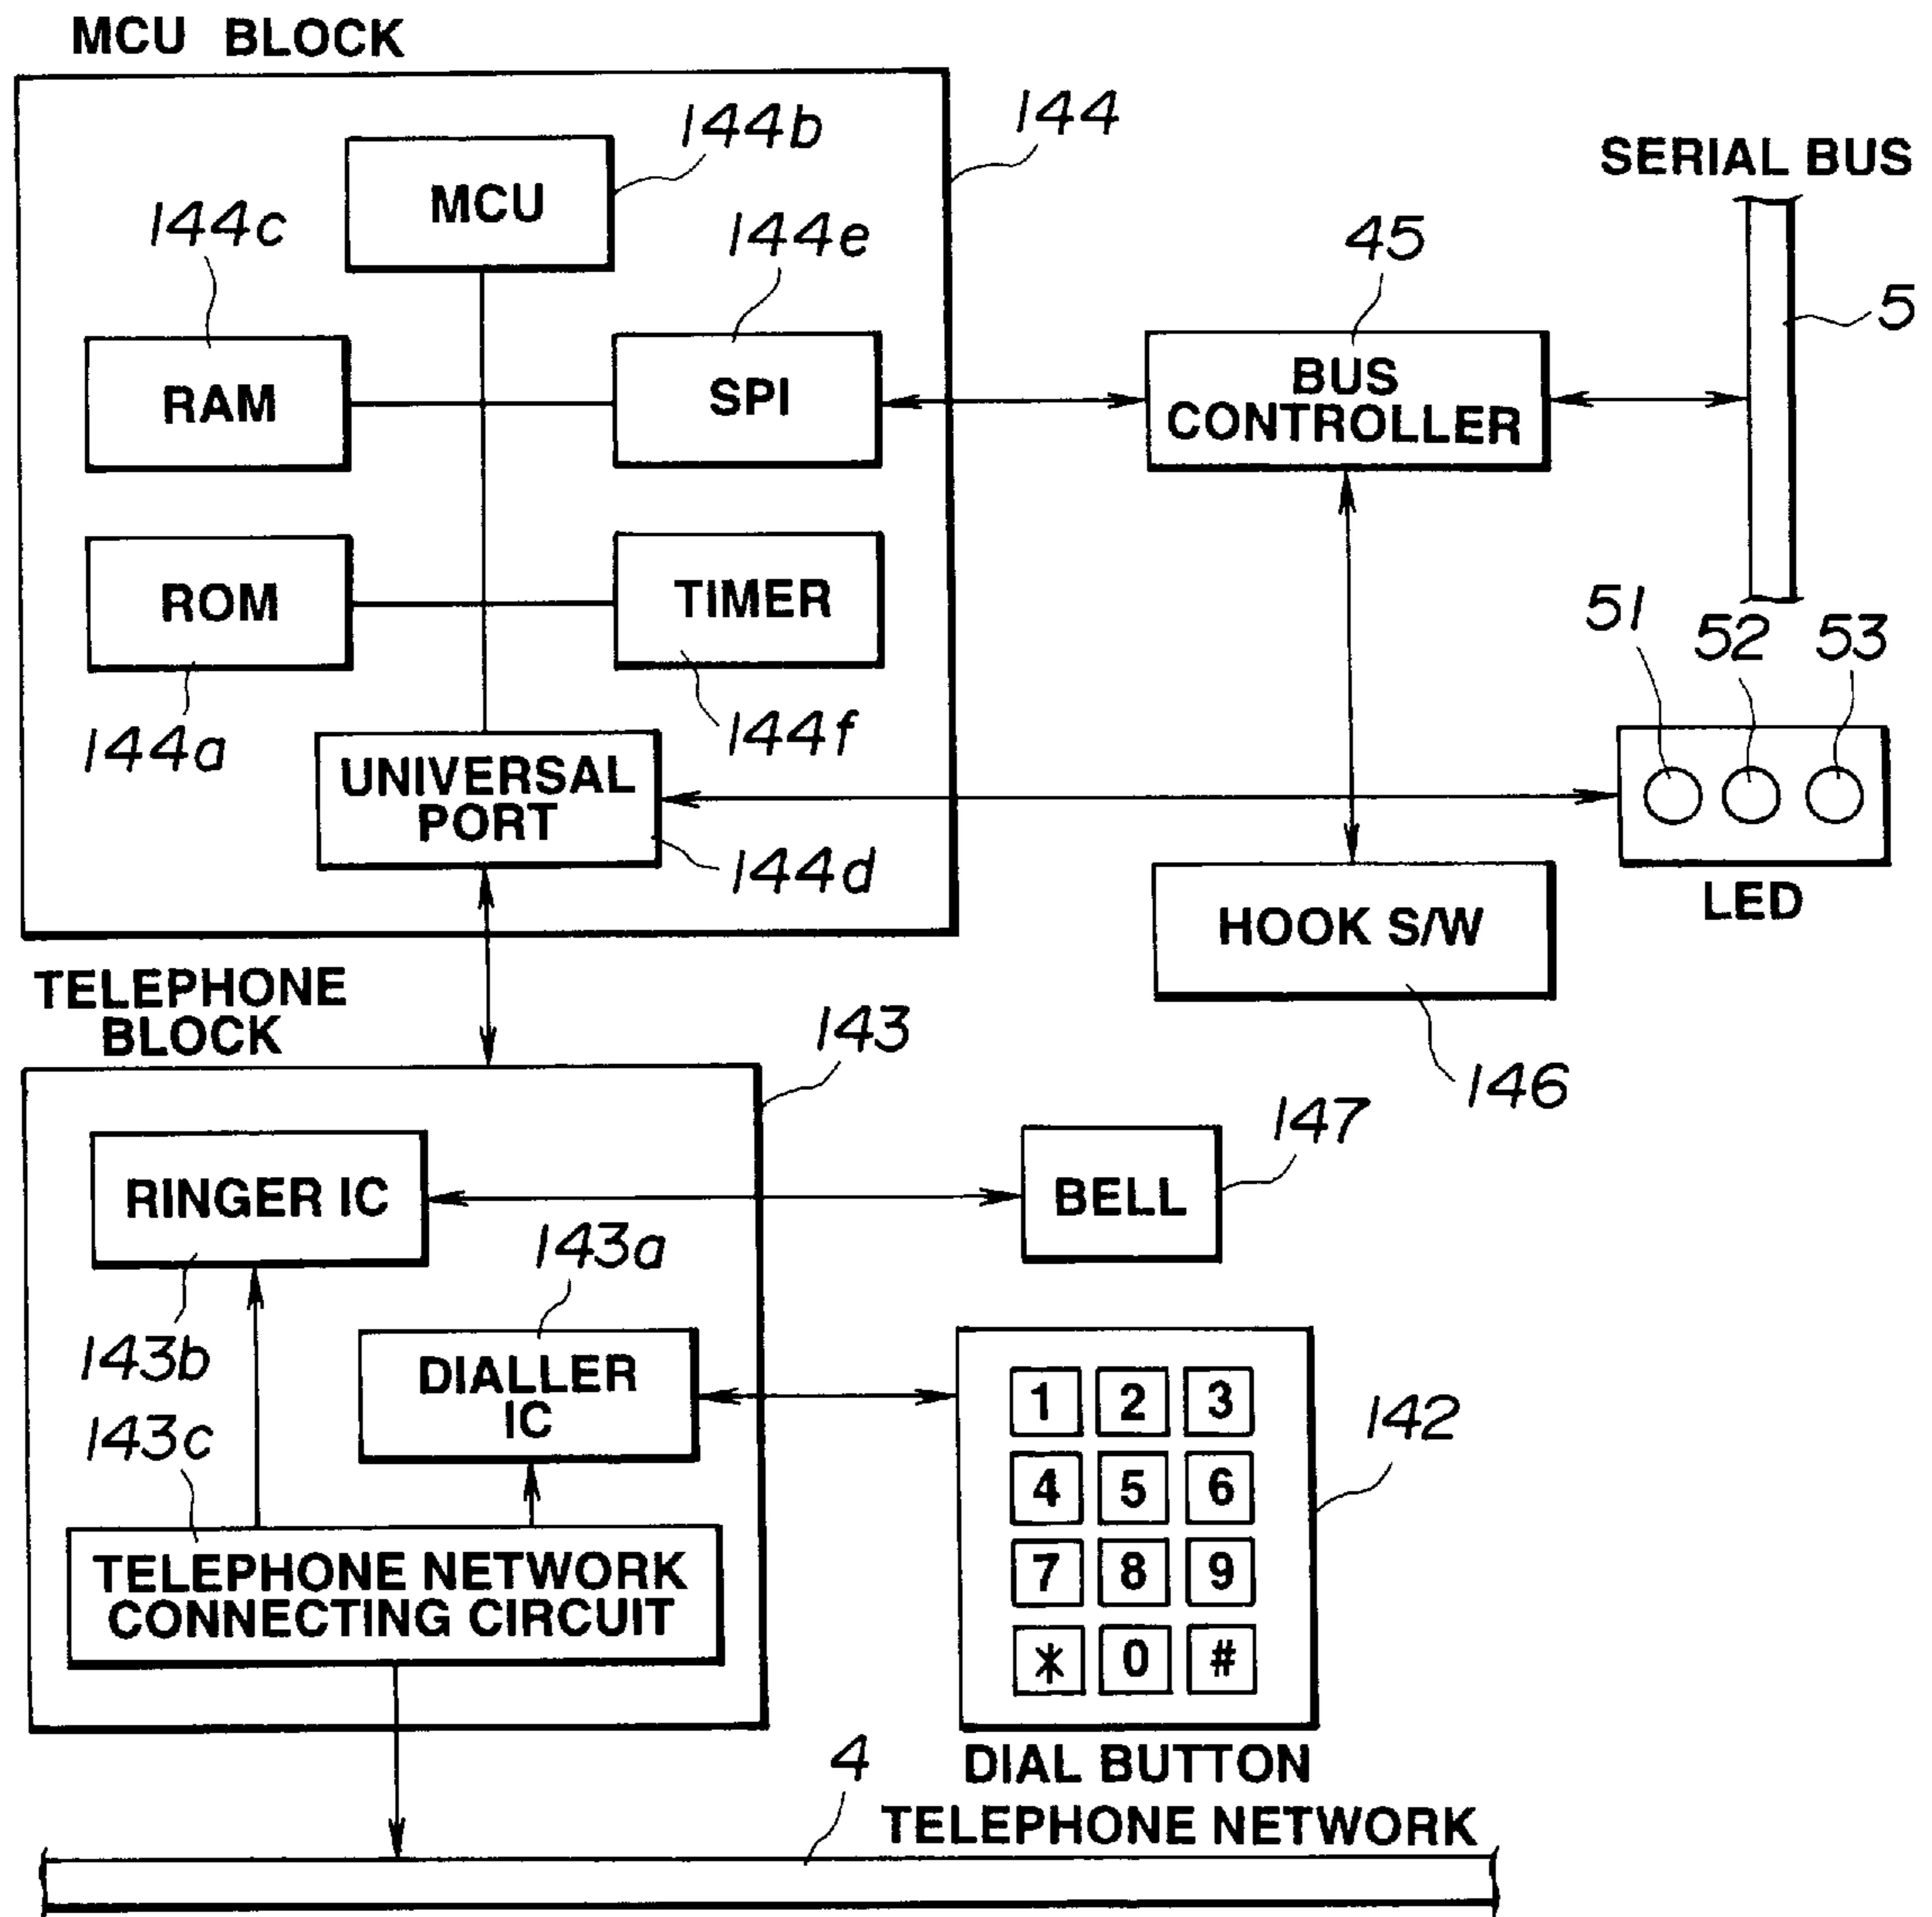 MCU BLOCK
144
144b
MCU
SERIAL BUS
144c
144e
45
5
RAM
SPI
BUS
CONTROLLER
ROM
TIMER
51
52
53
144a
144f
UNIVERSAL
PORT
144d
LED
HOOK S/W
146
TELEPHONE
BLOCK
143
147
RINGER IC
BELL
143a
143b
DIALLER
IC
143c
1 2 3
142
4 5 6
7 8 9
* 0 #
TELEPHONE NETWORK
CONNECTING CIRCUIT
DIAL BUTTON
4
TELEPHONE NETWORK